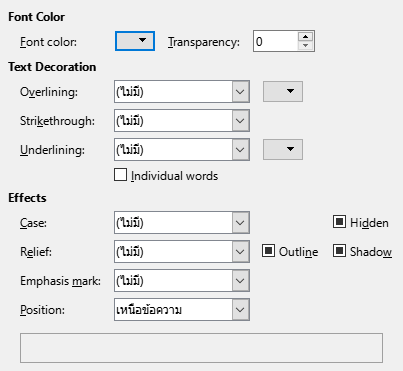 Font Color
Font color: Transparency: 0
Text Decoration
Overlining: (ไม่มี)
Strikethrough: (ไม่มี)
Underlining: (ไม่มี)
Individual words
Effects
Case: (ไม่มี) Hidden
Relief: (ไม่มี) Outline Shadow
Emphasis mark: (ไม่มี)
Position: เหนือข้อความ